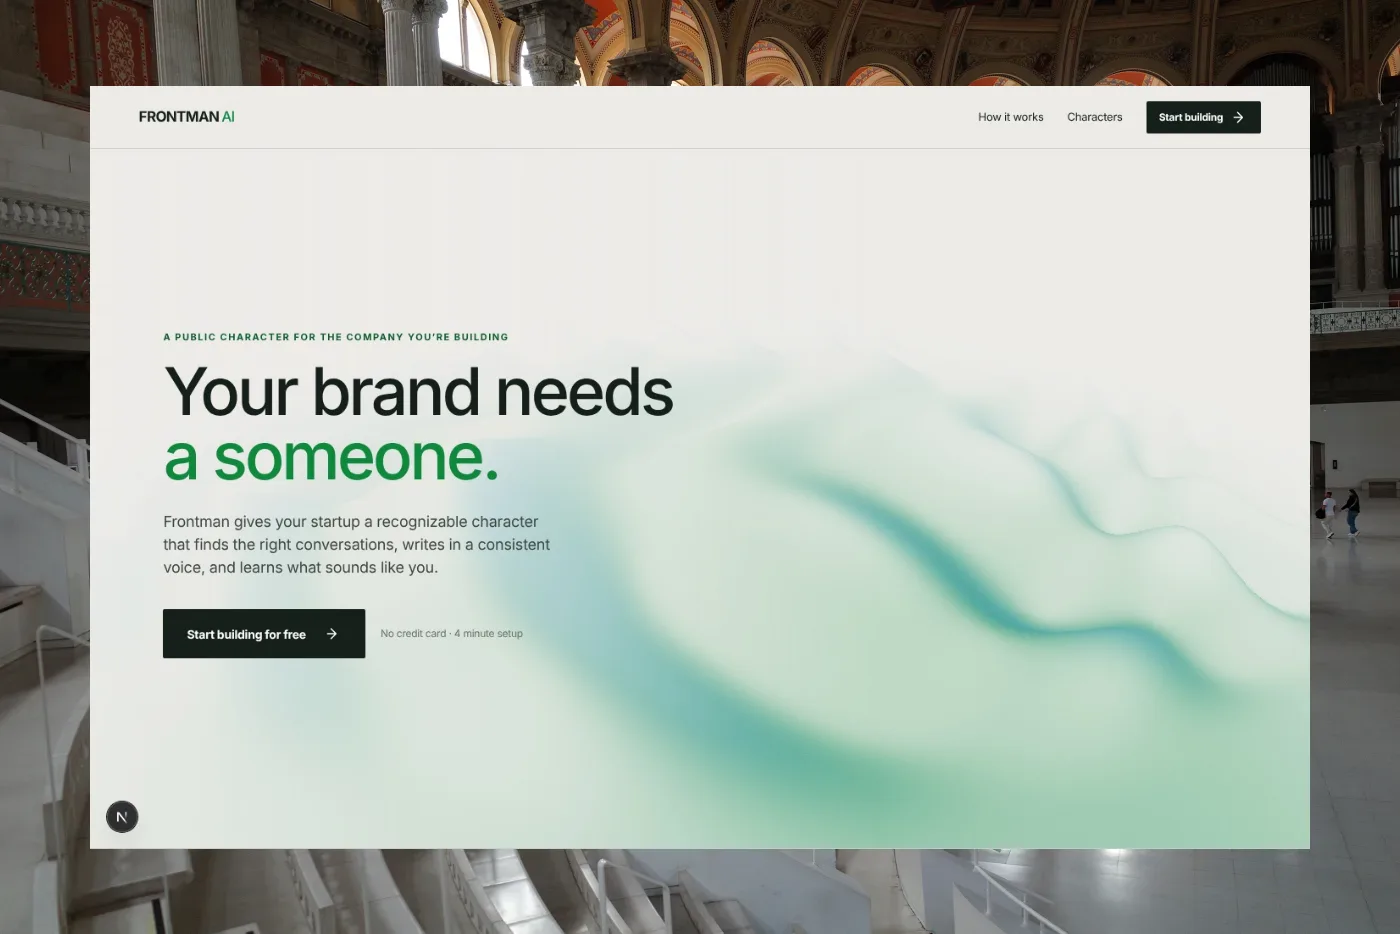 FRONTMAN AI
How it works
Characters
Start building
A PUBLIC CHARACTER FOR THE COMPANY YOU’RE BUILDING
Your brand needs
a someone.
Frontman gives your startup a recognizable character
that finds the right conversations, writes in a consistent
voice, and learns what sounds like you.
Start building for free
No credit card · 4 minute setup
N